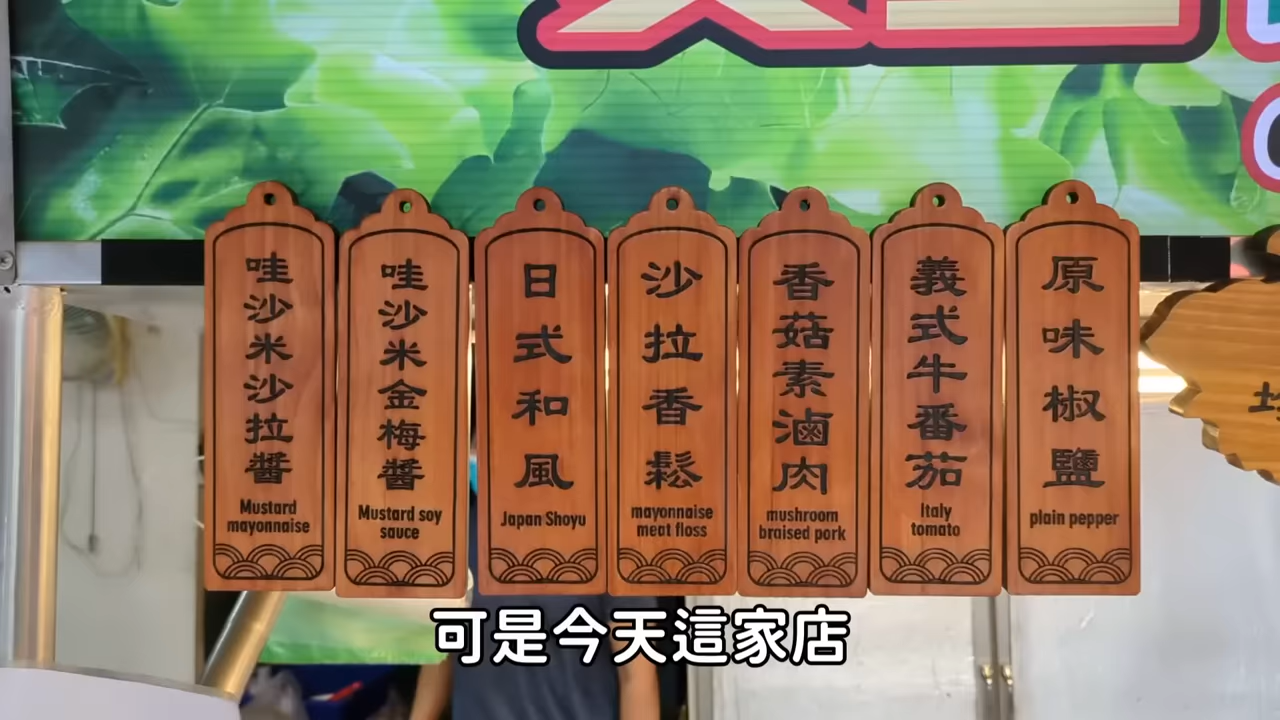 哇沙米沙拉醬
Mustard
mayonnaise
哇沙米金梅醬
Mustard soy
sauce
日式和風
Japan Shoyu
沙拉香鬆
mayonnaise
meat floss
香菇素滷肉
mushroom
braised pork
義式牛番茄
Italy
tomato
原味椒鹽
plain pepper
可是今天這家店